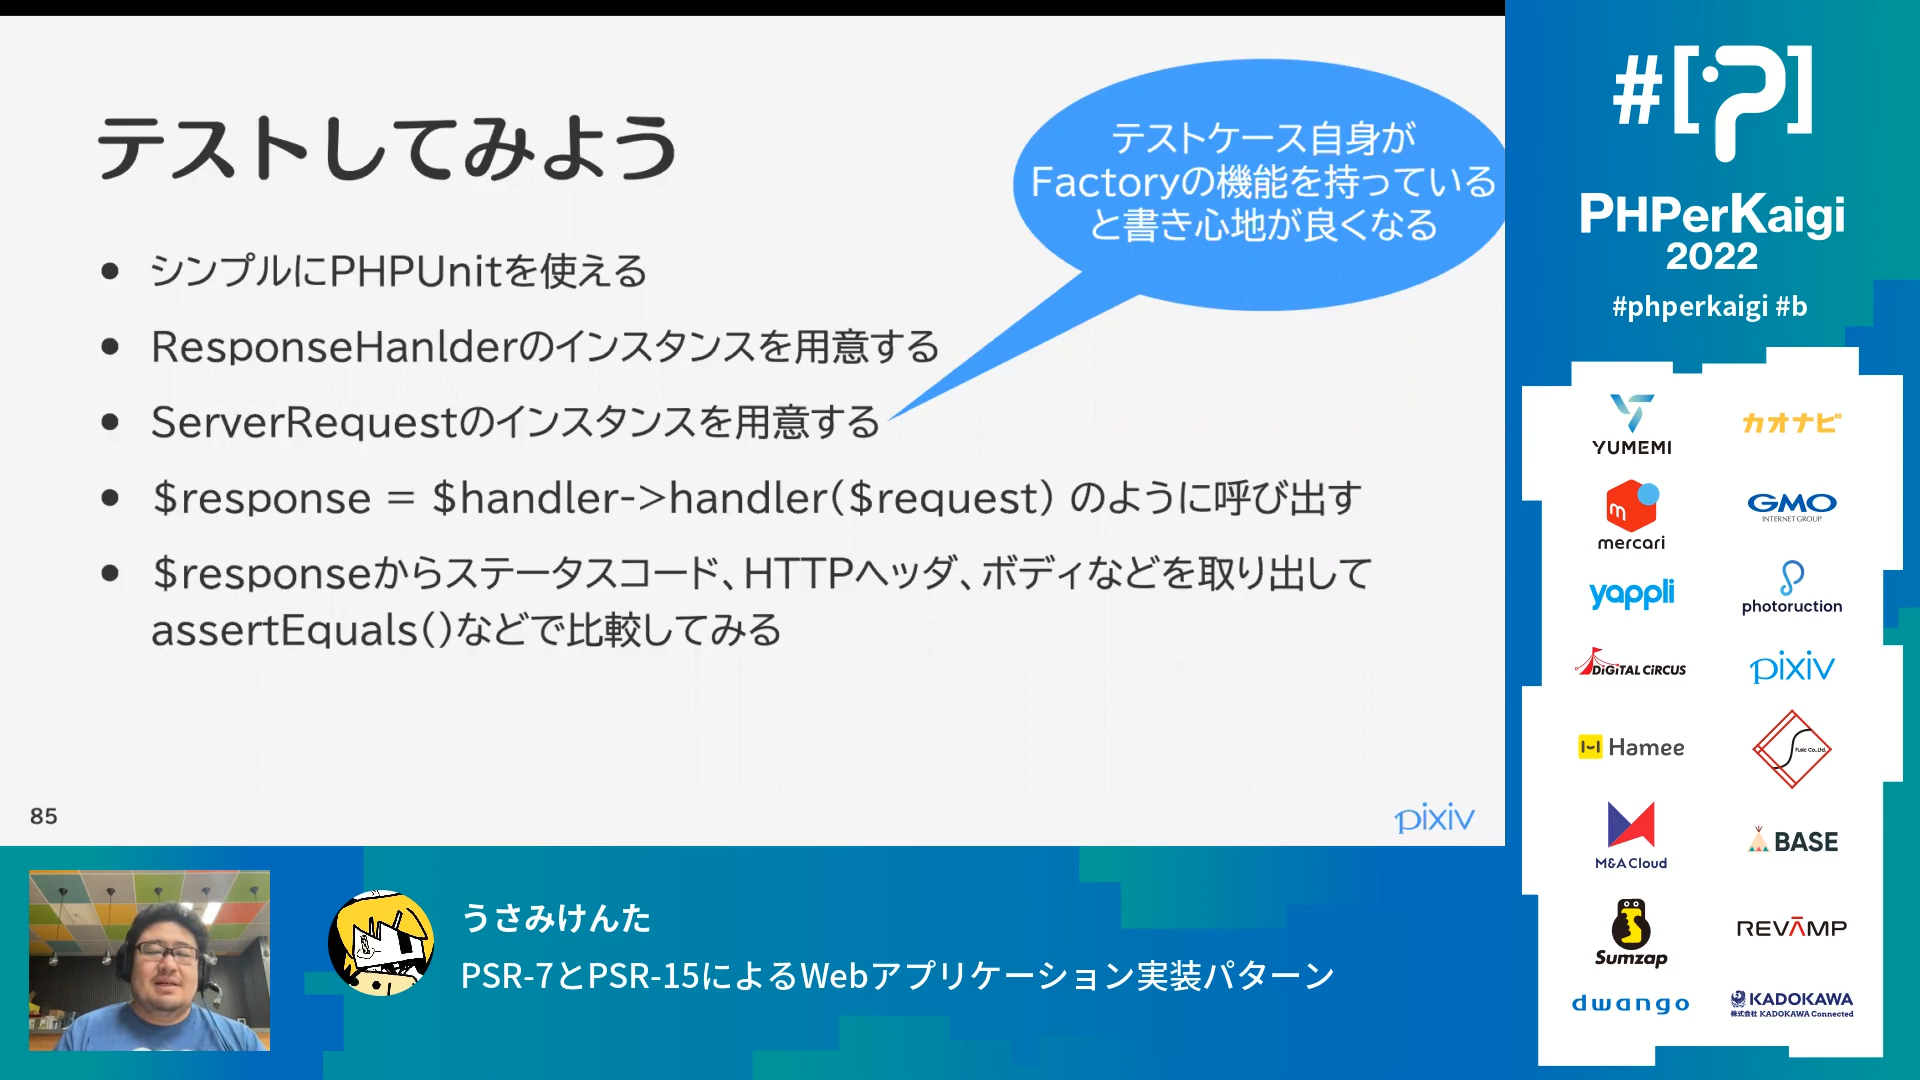 テストしてみよう
テストケース自身が
Factoryの機能を持っている
と書き心地が良くなる
● シンプルにPHPUnitを使える
● ResponseHanlderのインスタンスを用意する
● ServerRequestのインスタンスを用意する
● $response = $handler->handler($request) のように呼び出す
● $responseからステータスコード、HTTPヘッダ、ボディなどを取り出して
assertEquals()などで比較してみる
85
pixiv
うさみけんた
PSR-7とPSR-15によるWebアプリケーション実装パターン
#[P]
PHPerKaigi
2022
#phperkaigi #b
YUMEMI
カオナビ
m
mercari
GMO
INTERNET GROUP
yappli
photoruction
DIGITAL CIRCUS
pixiv
Hamee
Fusic Co.,Ltd.
M&A Cloud
BASE
Sumzap
REVAMP
dwango
KADOKAWA
株式会社 KADOKAWA Connected